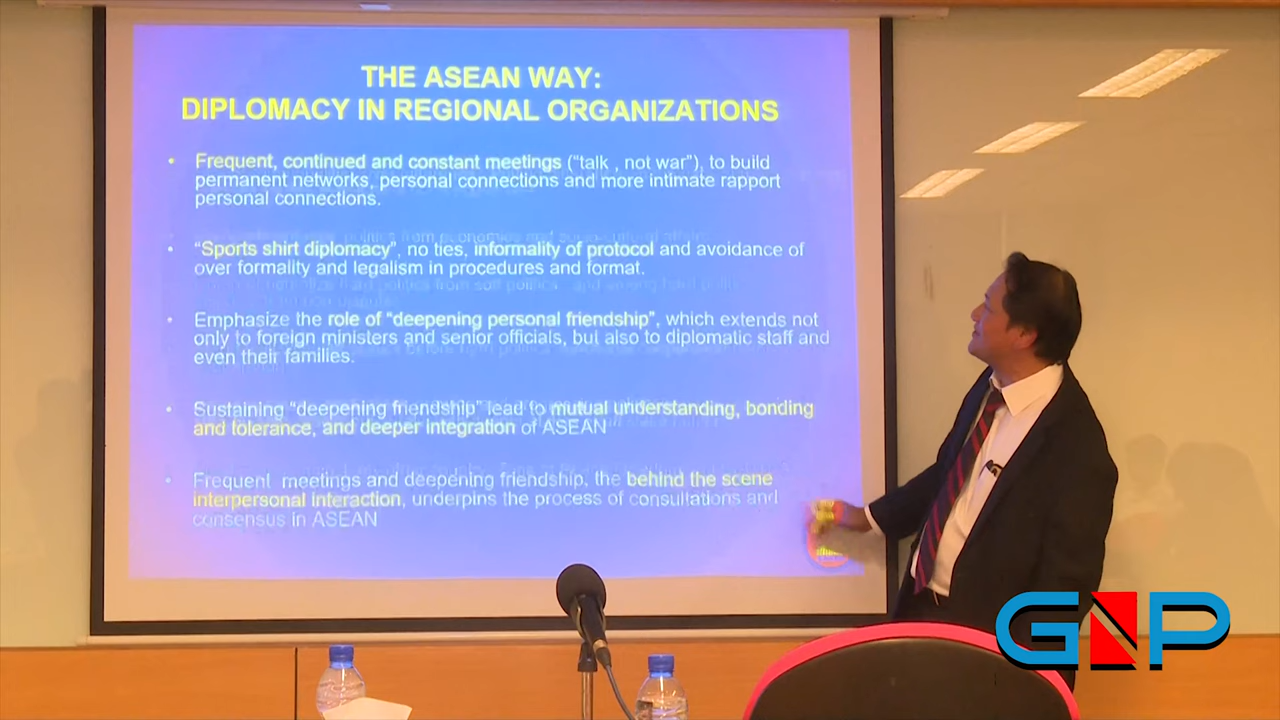 THE ASEAN WAY:
DIPLOMACY IN REGIONAL ORGANIZATIONS
• Frequent, continued and constant meetings ("talk , not war"), to build
permanent networks, personal connections and more intimate rapport
personal connections.
• "Sports shirt diplomacy", no ties, informality of protocol and avoidance of
over formality and legalism in procedures and format.
• Emphasize the role of "deepening personal friendship", which extends not
only to foreign ministers and senior officials, but also to diplomatic staff and
even their families.
• Sustaining "deepening friendship" lead to mutual understanding, bonding
and tolerance, and deeper integration of ASEAN
• Frequent meetings and deepening friendship, the behind the scene
interpersonal interaction, underpins the process of consultations and
consensus in ASEAN
GNP